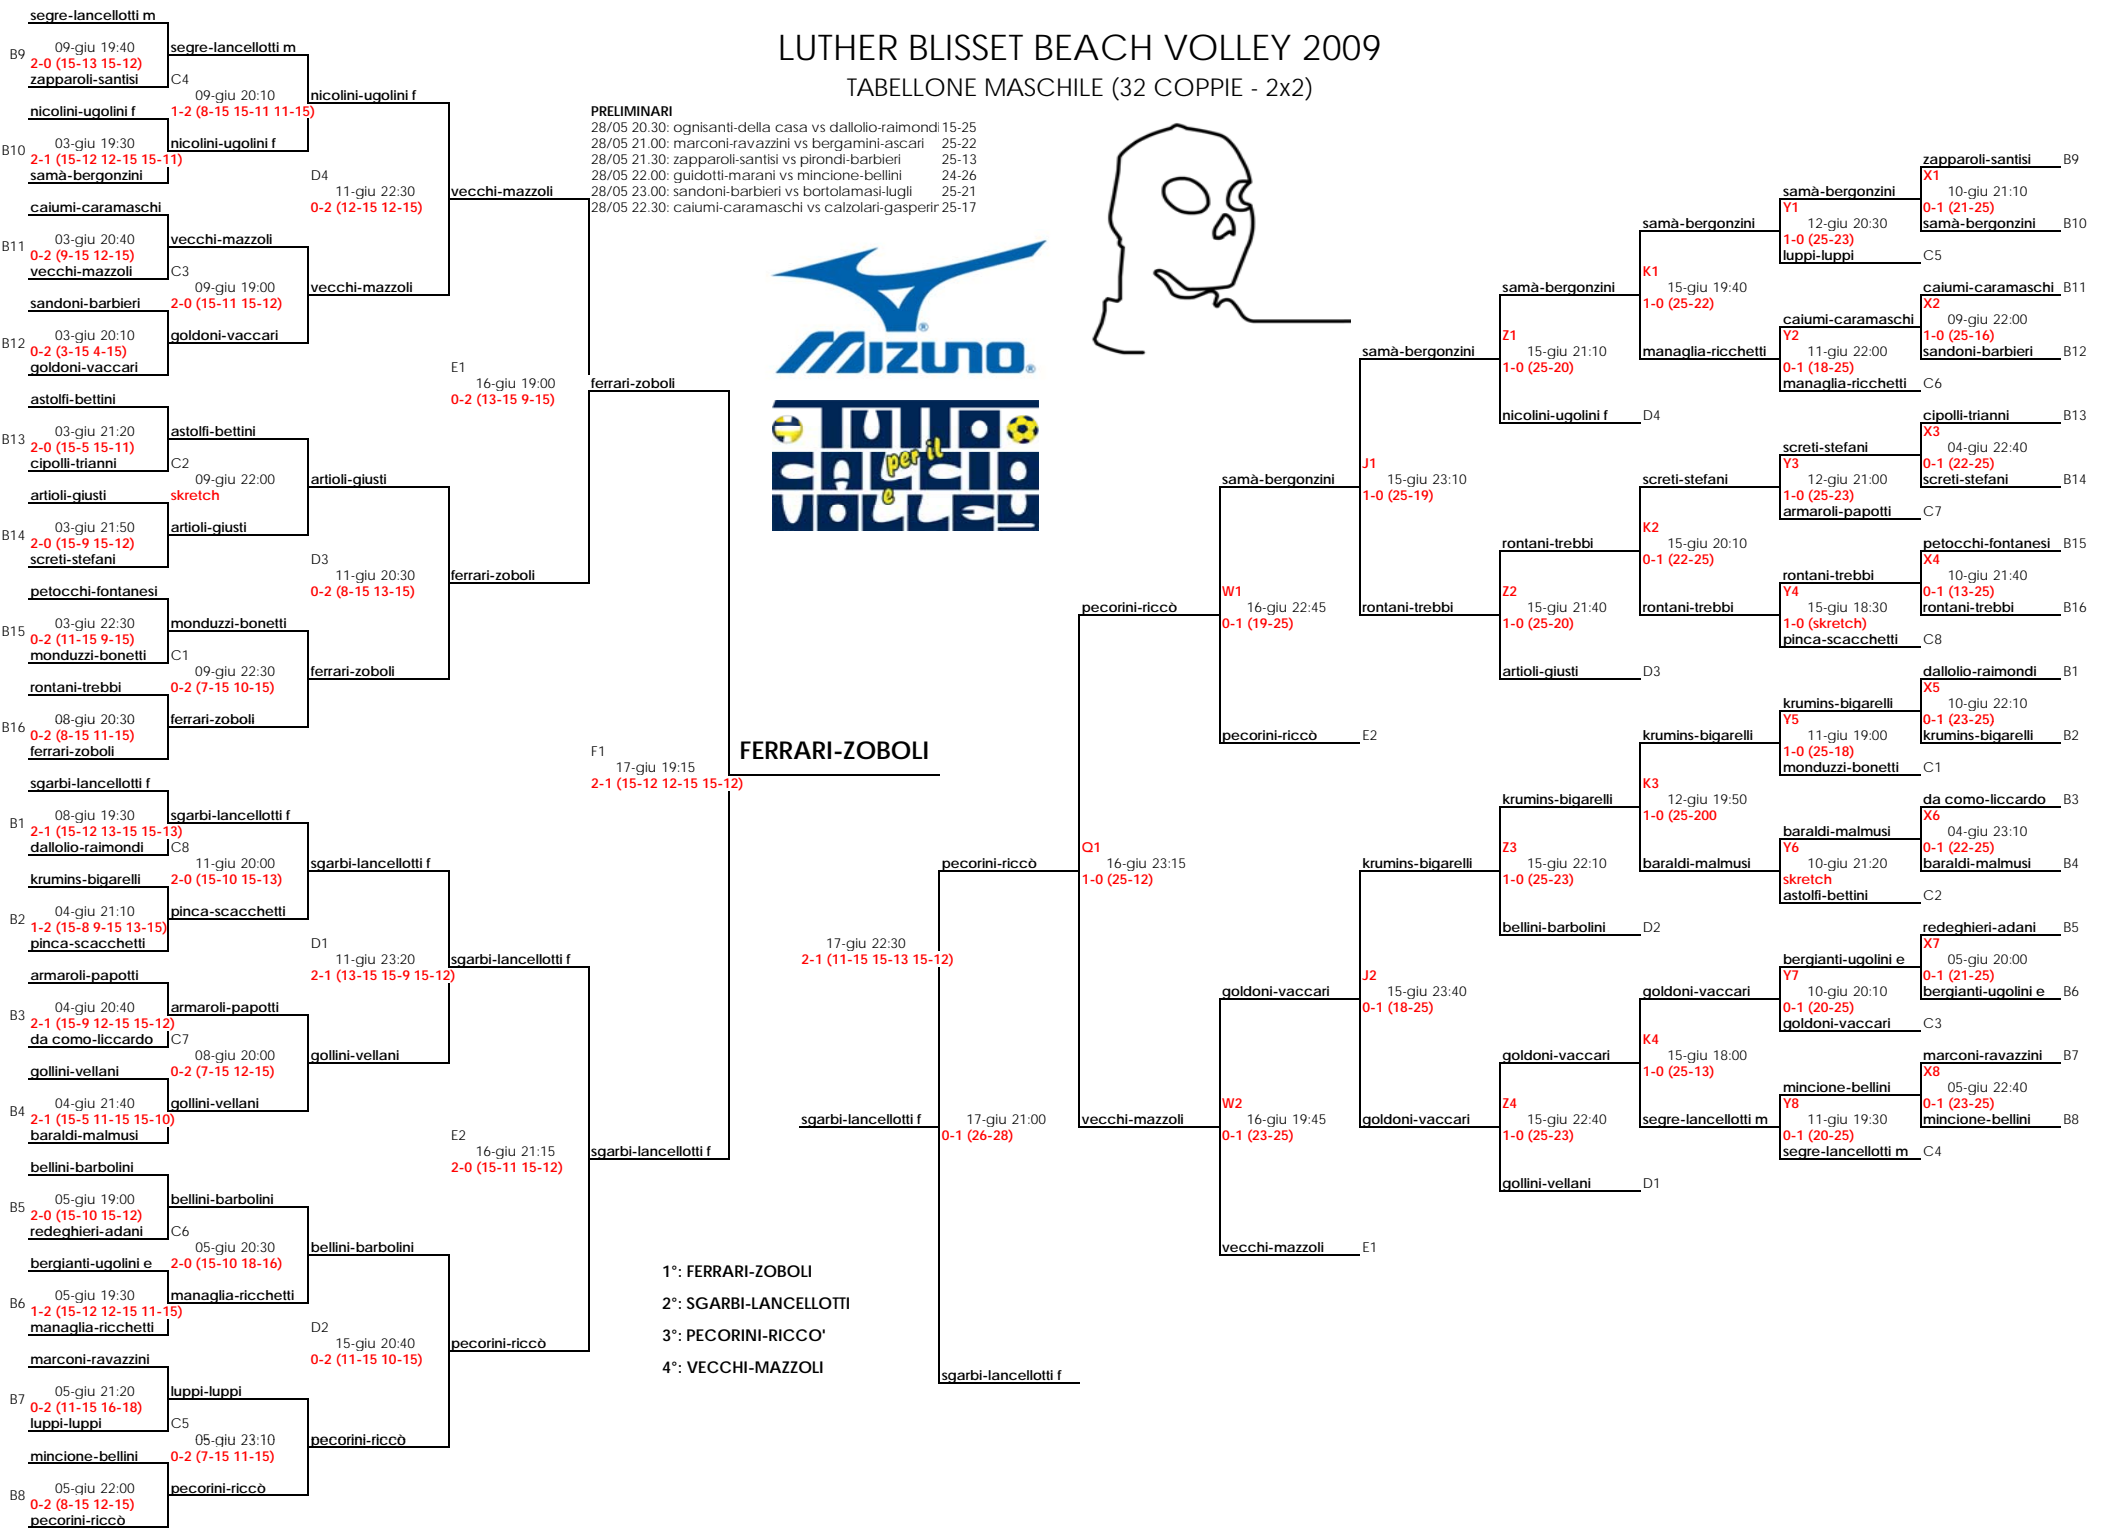 LUTHER BLISSET BEACH VOLLEY 2009
TABELLONE MASCHILE (32 COPPIE - 2x2)
PRELIMINARI
28/05 20.30: ognisanti-della casa vs dallolio-raimondi 15-25
28/05 21.00: marconi-ravazzini vs bergamini-ascari 25-22
28/05 21.30: zapparoli-santisi vs pirondi-barbieri 25-13
28/05 22.00: guidotti-marani vs mincione-bellini 24-26
28/05 23.00: sandoni-barbieri vs bortolamasi-lugli 25-21
28/05 22.30: caiumi-caramaschi vs calzolari-gasperir 25-17
MIZUNO
TUTTO
per il
CALCIO
e
VOLLEY
segre-lancellotti m
B9
09-giu 19:40
2-0 (15-13 15-12)
zapparoli-santisi
nicolini-ugolini f
B10
03-giu 19:30
2-1 (15-12 12-15 15-11)
samà-bergonzini
caiumi-caramaschi
B11
03-giu 20:40
0-2 (9-15 12-15)
vecchi-mazzoli
sandoni-barbieri
B12
03-giu 20:10
0-2 (3-15 4-15)
goldoni-vaccari
astolfi-bettini
B13
03-giu 21:20
2-0 (15-5 15-11)
cipolli-trianni
artioli-giusti
B14
03-giu 21:50
2-0 (15-9 15-12)
screti-stefani
petocchi-fontanesi
B15
03-giu 22:30
0-2 (11-15 9-15)
monduzzi-bonetti
rontani-trebbi
B16
08-giu 20:30
0-2 (8-15 11-15)
ferrari-zoboli
sgarbi-lancellotti f
B1
08-giu 19:30
2-1 (15-12 13-15 15-13)
dallolio-raimondi
krumins-bigarelli
B2
04-giu 21:10
1-2 (15-8 9-15 13-15)
pinca-scacchetti
armaroli-papotti
B3
04-giu 20:40
2-1 (15-9 12-15 15-12)
da como-liccardo
gollini-vellani
B4
04-giu 21:40
2-1 (15-5 11-15 15-10)
baraldi-malmusi
bellini-barbolini
B5
05-giu 19:00
2-0 (15-10 15-12)
redeghieri-adani
bergianti-ugolini e
B6
05-giu 19:30
1-2 (15-12 12-15 11-15)
managlia-ricchetti
marconi-ravazzini
B7
05-giu 21:20
0-2 (11-15 16-18)
luppi-luppi
mincione-bellini
B8
05-giu 22:00
0-2 (8-15 12-15)
pecorini-riccò
segre-lancellotti m
C4
09-giu 20:10
1-2 (8-15 15-11 11-15)
nicolini-ugolini f
vecchi-mazzoli
C3
09-giu 19:00
2-0 (15-11 15-12)
goldoni-vaccari
astolfi-bettini
C2
09-giu 22:00
skretch
artioli-giusti
monduzzi-bonetti
C1
09-giu 22:30
0-2 (7-15 10-15)
ferrari-zoboli
sgarbi-lancellotti f
C8
11-giu 20:00
2-0 (15-10 15-13)
pinca-scacchetti
armaroli-papotti
C7
08-giu 20:00
0-2 (7-15 12-15)
gollini-vellani
bellini-barbolini
C6
05-giu 20:30
2-0 (15-10 18-16)
managlia-ricchetti
luppi-luppi
C5
05-giu 23:10
0-2 (7-15 11-15)
pecorini-riccò
nicolini-ugolini f
D4
11-giu 22:30
0-2 (12-15 12-15)
vecchi-mazzoli
artioli-giusti
D3
11-giu 20:30
0-2 (8-15 13-15)
ferrari-zoboli
sgarbi-lancellotti f
D1
11-giu 23:20
2-1 (13-15 15-9 15-12)
gollini-vellani
bellini-barbolini
D2
15-giu 20:40
0-2 (11-15 10-15)
pecorini-riccò
vecchi-mazzoli
E1
16-giu 19:00
0-2 (13-15 9-15)
ferrari-zoboli
sgarbi-lancellotti f
E2
16-giu 21:15
2-0 (15-11 15-12)
pecorini-riccò
ferrari-zoboli
F1
17-giu 19:15
2-1 (15-12 12-15 15-12)
sgarbi-lancellotti f
FERRARI-ZOBOLI
1°: FERRARI-ZOBOLI
2°: SGARBI-LANCELLOTTI
3°: PECORINI-RICCO'
4°: VECCHI-MAZZOLI
17-giu 22:30
2-1 (11-15 15-13 15-12)
sgarbi-lancellotti f
pecorini-riccò
17-giu 21:00
0-1 (26-28)
sgarbi-lancellotti f
pecorini-riccò
Q1
16-giu 23:15
1-0 (25-12)
vecchi-mazzoli
samà-bergonzini
W1
16-giu 22:45
0-1 (19-25)
pecorini-riccò E2
goldoni-vaccari
W2
16-giu 19:45
0-1 (23-25)
vecchi-mazzoli E1
samà-bergonzini
J1
15-giu 23:10
1-0 (25-19)
rontani-trebbi
krumins-bigarelli
J2
15-giu 23:40
0-1 (18-25)
goldoni-vaccari
samà-bergonzini
Z1
15-giu 21:10
1-0 (25-20)
nicolini-ugolini f D4
rontani-trebbi
Z2
15-giu 21:40
1-0 (25-20)
artioli-giusti D3
krumins-bigarelli
Z3
15-giu 22:10
1-0 (25-23)
bellini-barbolini D2
goldoni-vaccari
Z4
15-giu 22:40
1-0 (25-23)
gollini-vellani D1
samà-bergonzini
K1
15-giu 19:40
1-0 (25-22)
managlia-ricchetti
screti-stefani
K2
15-giu 20:10
0-1 (22-25)
rontani-trebbi
krumins-bigarelli
K3
12-giu 19:50
1-0 (25-200
baraldi-malmusi
goldoni-vaccari
K4
15-giu 18:00
1-0 (25-13)
segre-lancellotti m
samà-bergonzini
Y1
12-giu 20:30
1-0 (25-23)
luppi-luppi C5
caiumi-caramaschi
Y2
11-giu 22:00
0-1 (18-25)
managlia-ricchetti C6
screti-stefani
Y3
12-giu 21:00
1-0 (25-23)
armaroli-papotti C7
rontani-trebbi
Y4
15-giu 18:30
1-0 (skretch)
pinca-scacchetti C8
krumins-bigarelli
Y5
11-giu 19:00
1-0 (25-18)
monduzzi-bonetti C1
baraldi-malmusi
Y6
10-giu 21:20
skretch
astolfi-bettini C2
bergianti-ugolini e
Y7
10-giu 20:10
0-1 (20-25)
goldoni-vaccari C3
mincione-bellini
Y8
11-giu 19:30
0-1 (20-25)
segre-lancellotti m C4
zapparoli-santisi B9
X1
10-giu 21:10
0-1 (21-25)
samà-bergonzini B10
caiumi-caramaschi B11
X2
09-giu 22:00
1-0 (25-16)
sandoni-barbieri B12
cipolli-trianni B13
X3
04-giu 22:40
0-1 (22-25)
screti-stefani B14
petocchi-fontanesi B15
X4
10-giu 21:40
0-1 (13-25)
rontani-trebbi B16
dallolio-raimondi B1
X5
10-giu 22:10
0-1 (23-25)
krumins-bigarelli B2
da como-liccardo B3
X6
04-giu 23:10
0-1 (22-25)
baraldi-malmusi B4
redeghieri-adani B5
X7
05-giu 20:00
0-1 (21-25)
bergianti-ugolini e B6
marconi-ravazzini B7
X8
05-giu 22:40
0-1 (23-25)
mincione-bellini B8